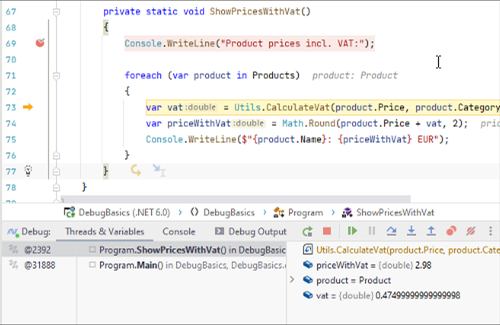 67 private static void ShowPricesWithVat()
68 {
69 Console.WriteLine("Product prices incl. VAT:");
70
71 foreach (var product in Products) product: Product
72 {
73 var vat:double = Utils.CalculateVat(product.Price, product.Category
74 var priceWithVat:double = Math.Round(product.Price + vat, 2);
75 Console.WriteLine($"{product.Name}: {priceWithVat} EUR");
76 }
77 }
78 }
DebugBasics (.NET 6.0) DebugBasics Program ShowPricesWithVat
Debug: Threads & Variables Console Debug Output
@2392 Program.ShowPricesWithVat() in DebugBasics
@31888 Program.Main() in DebugBasics, DebugBasics.
Utils.CalculateVat(product.Price, product.Cate
priceWithVat = {double} 2.98
product = Product
vat = {double} 0.47499999999999998